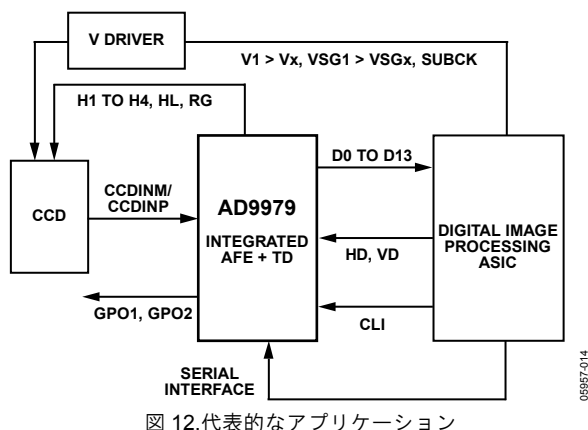 V DRIVER
V1 > Vx, VSG1 > VSGx, SUBCK
H1 TO H4, HL, RG
D0 TO D13
CCDINM/
CCDINP
CCD
AD9979
INTEGRATED
AFE + TD
DIGITAL IMAGE
PROCESSING
ASIC
HD, VD
GPO1, GPO2
CLI
SERIAL
INTERFACE
05957-014
図 12.代表的なアプリケーション